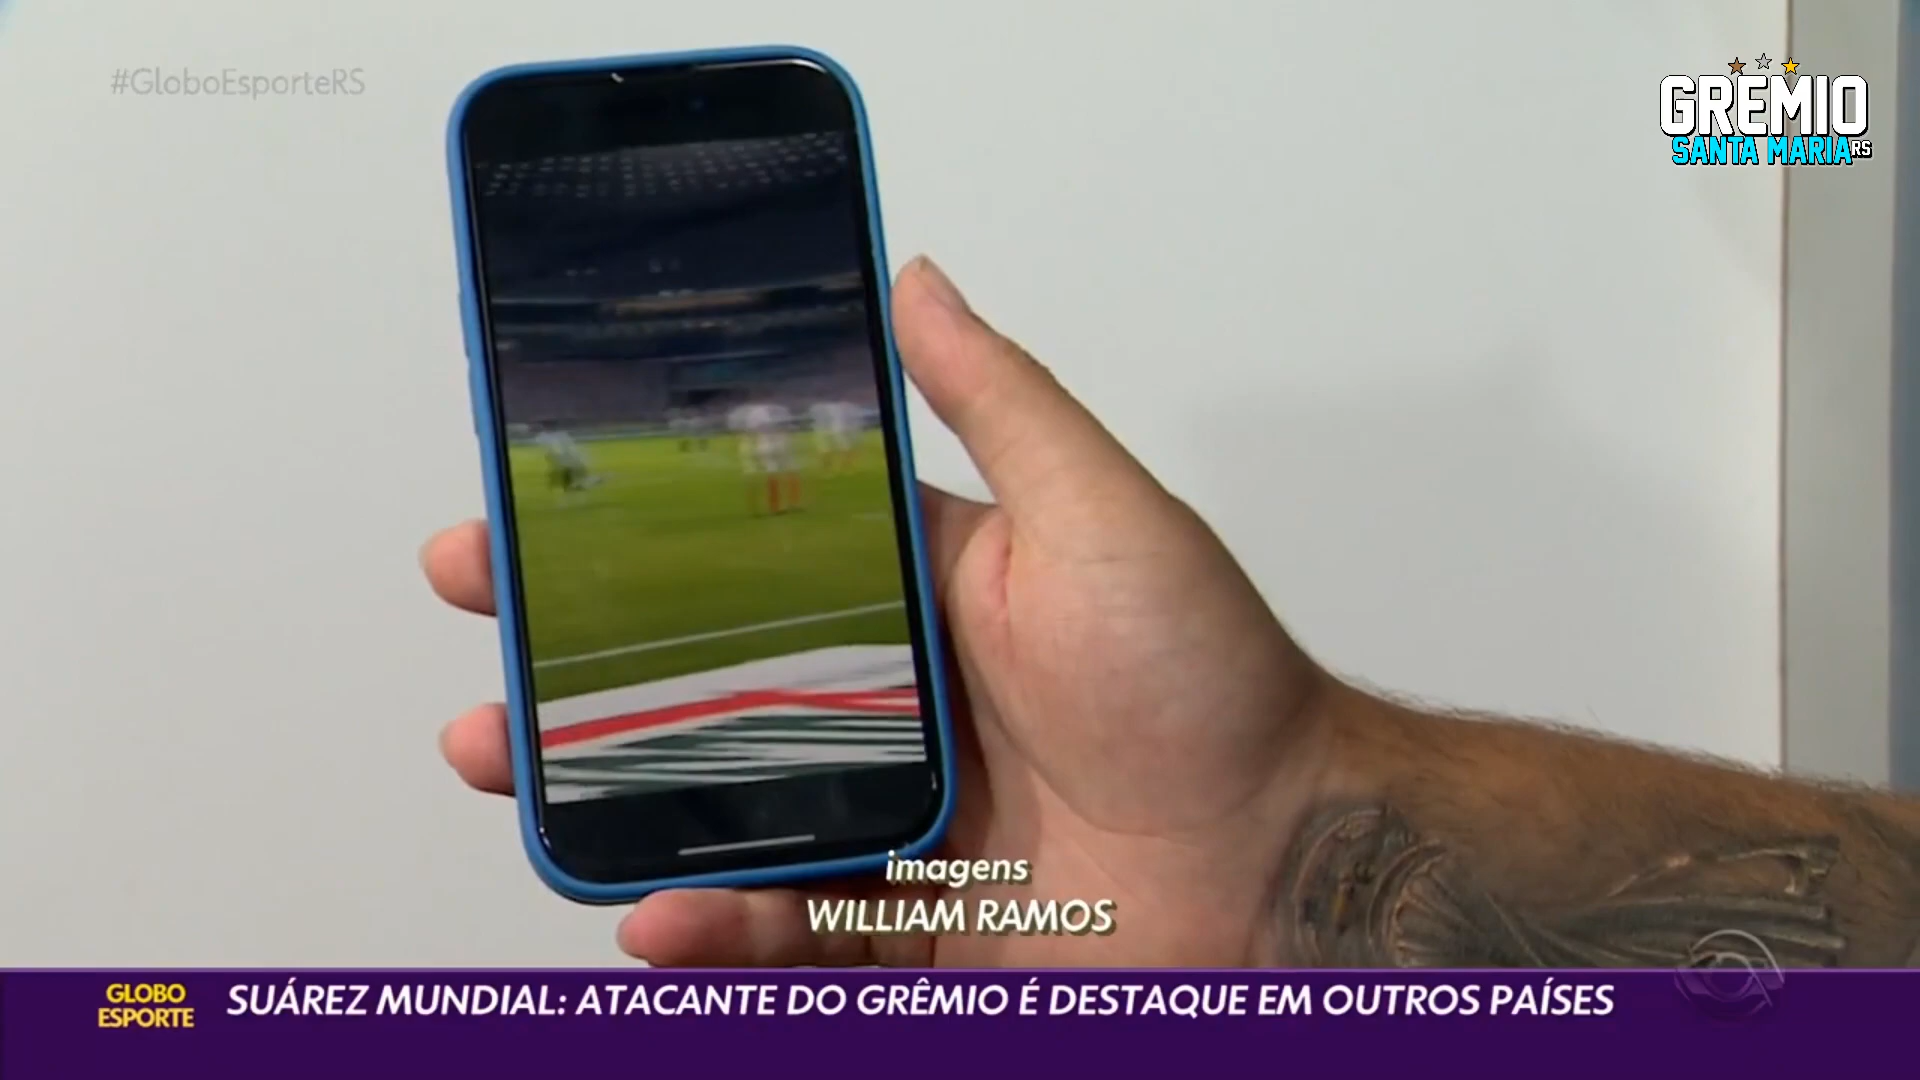 #GloboEsporteRS
GRÊMIO
SANTA MARIA RS
imagens
WILLIAM RAMOS
GLOBO
ESPORTE
SUÁREZ MUNDIAL: ATACANTE DO GRÊMIO É DESTAQUE EM OUTROS PAÍSES